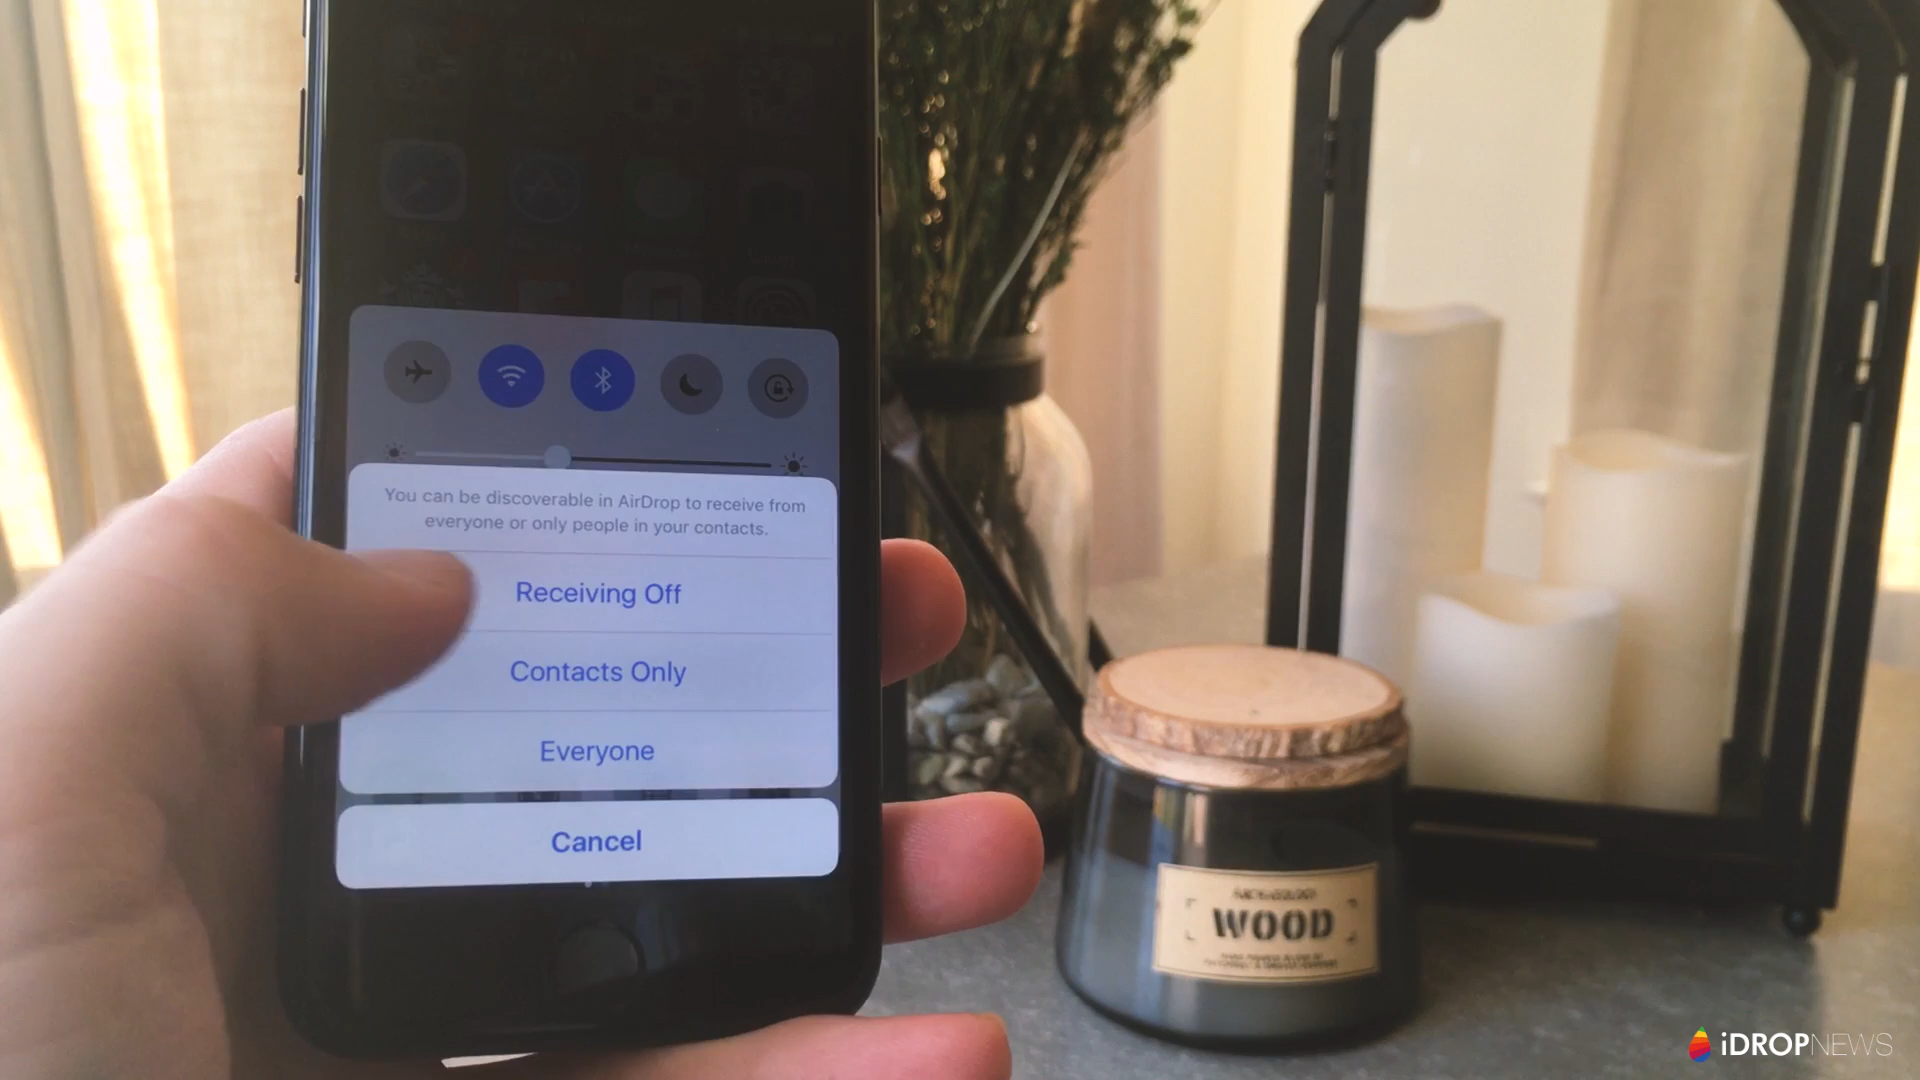 You can be discoverable in AirDrop to receive from
everyone or only people in your contacts.
Receiving Off
Contacts Only
Everyone
Cancel
ARCHAEOLOGY
WOOD
iDROPNEWS